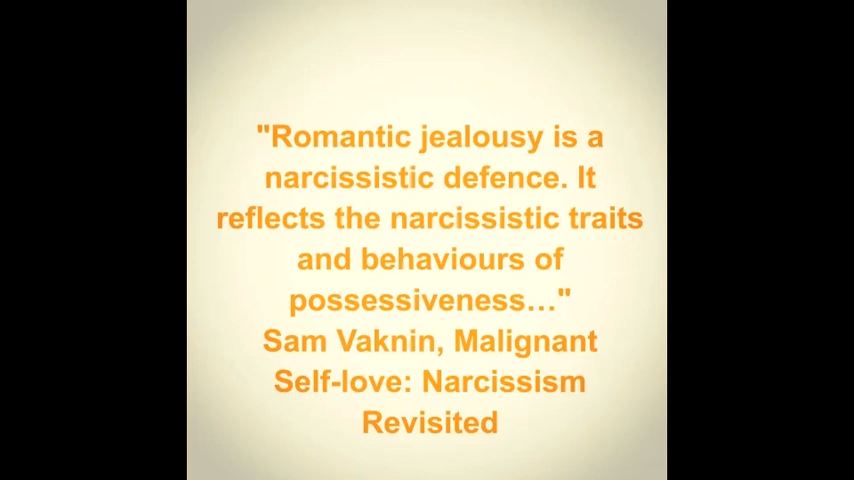 "Romantic jealousy is a
narcissistic defence. It
reflects the narcissistic traits
and behaviours of
possessiveness…"
Sam Vaknin, Malignant
Self-love: Narcissism
Revisited